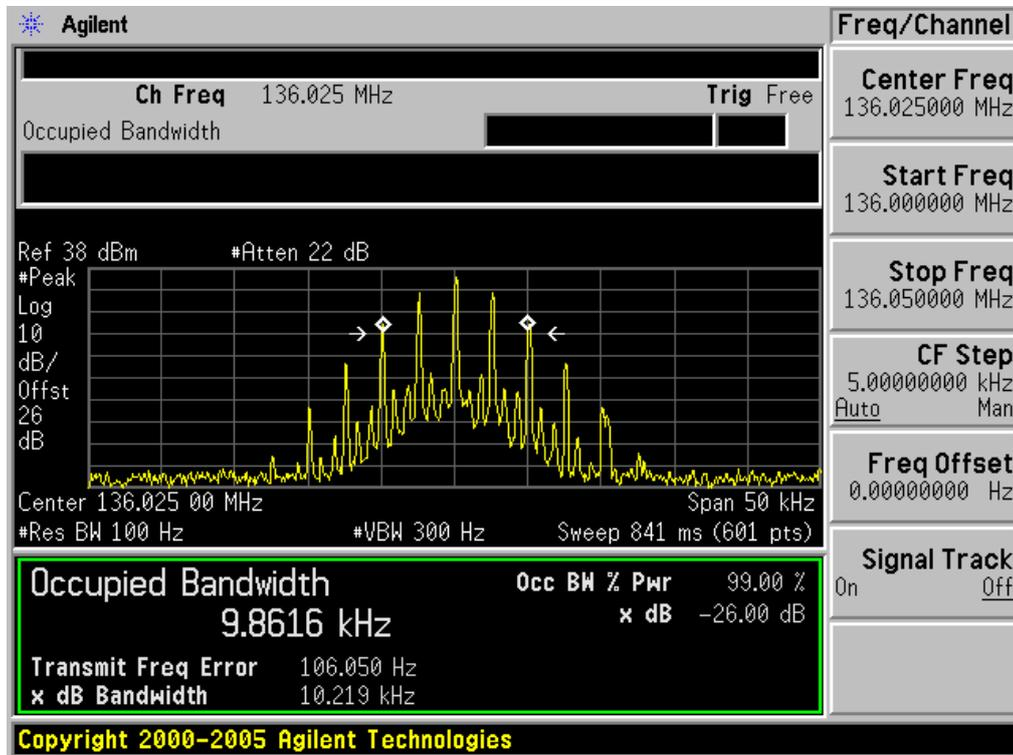 Agilent
Freq/Channel
Ch Freq 136.025 MHz Trig Free
Occupied Bandwidth
Center Freq
136.025000 MHz
Start Freq
136.000000 MHz
Stop Freq
136.050000 MHz
CF Step
5.00000000 kHz
Auto Man
Freq Offset
0.00000000 Hz
Signal Track
On Off
Ref 38 dBm #Atten 22 dB
#Peak
Log
10
dB/
Offst
26
dB
Center 136.025 00 MHz Span 50 kHz
#Res BW 100 Hz #VBW 300 Hz Sweep 841 ms (601 pts)
Occupied Bandwidth Occ BW % Pwr 99.00 %
9.8616 kHz x dB -26.00 dB
Transmit Freq Error 106.050 Hz
x dB Bandwidth 10.219 kHz
Copyright 2000-2005 Agilent Technologies